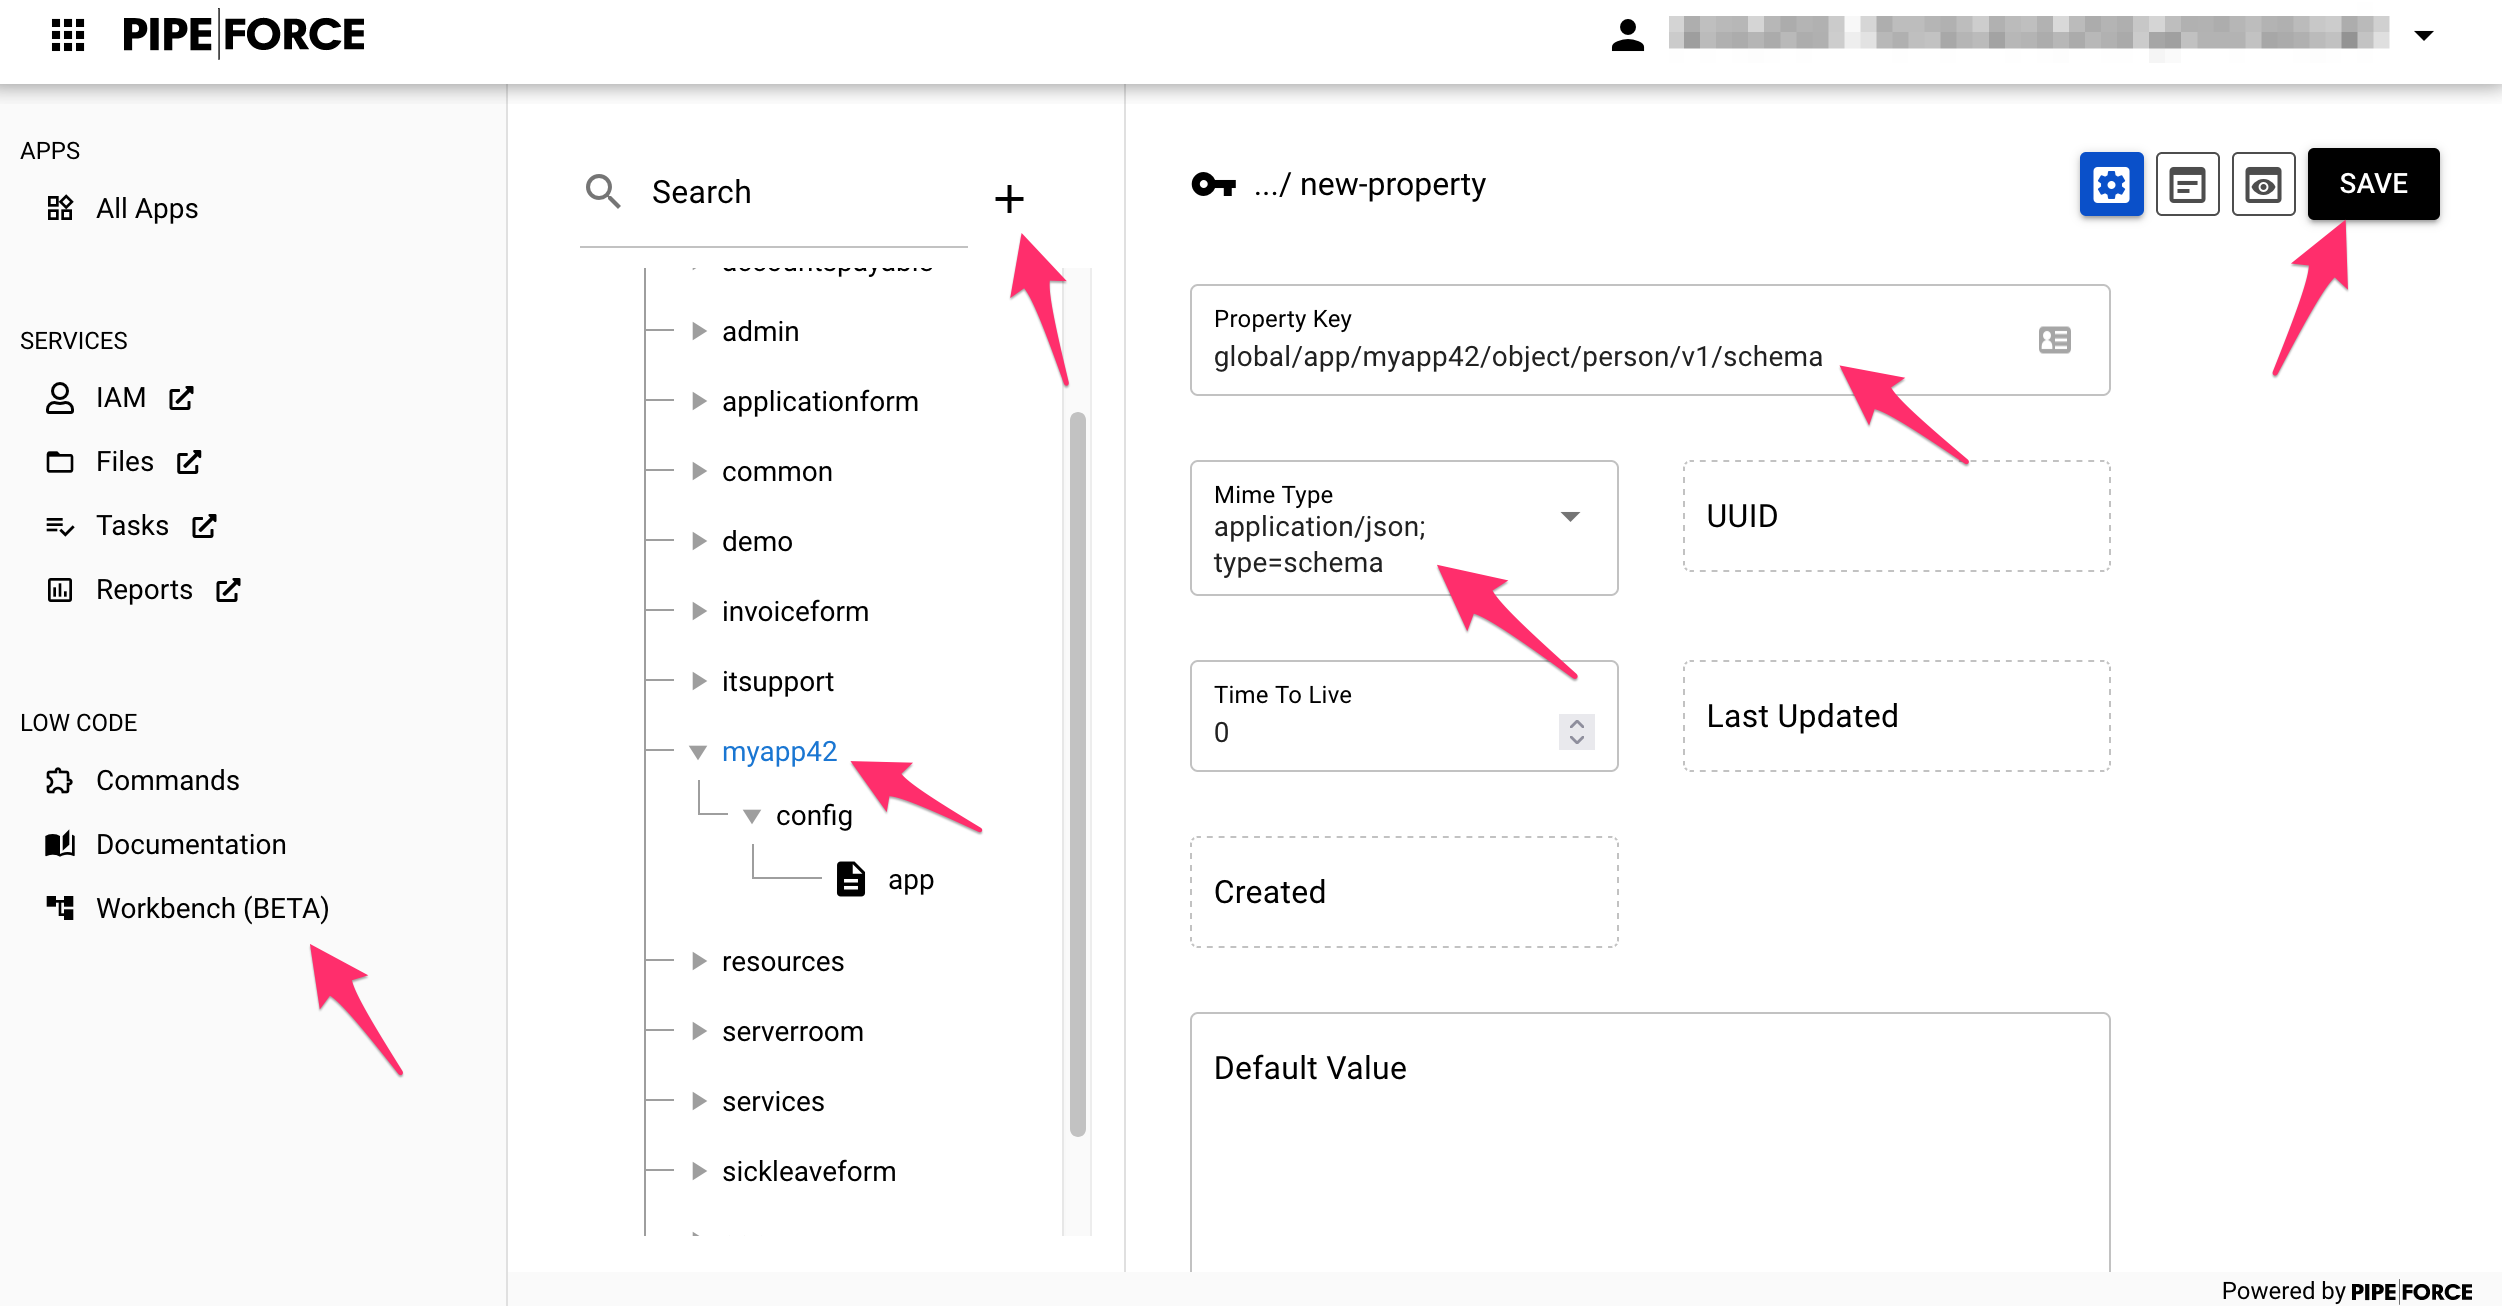 PIPE FORCE
APPS
All Apps
SERVICES
IAM
Files
Tasks
Reports
LOW CODE
Commands
Documentation
Workbench (BETA)
Search
accountspayable
admin
applicationform
common
demo
invoiceform
itsupport
myapp42
config
app
resources
serverroom
services
sickleaveform
.../ new-property
SAVE
Property Key
global/app/myapp42/object/person/v1/schema
Mime Type
application/json;
type=schema
UUID
Time To Live
0
Last Updated
Created
Default Value
Powered by PIPE FORCE